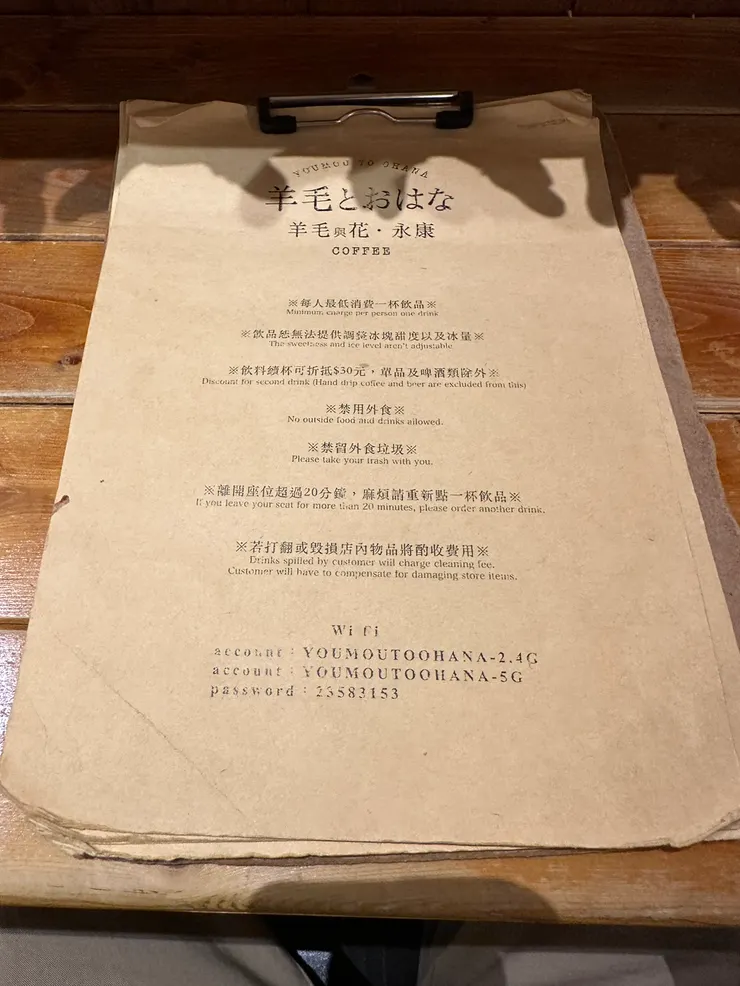 YOUMOU TO OHANA
羊毛とおはな
羊毛與花・永康
COFFEE
※每人最低消費一杯飲品※
Minimum charge per person one drink
※飲品恕無法提供調整冰塊甜度以及冰量※
The sweetness and ice level aren't adjustable
※飲料續杯可折抵$30元，單品及啤酒類除外※
Discount for second drink (Hand drip coffee and beer are excluded from this)
※禁用外食※
No outside food and drinks allowed.
※禁留外食垃圾※
Please take your trash with you.
※離開座位超過20分鐘，麻煩請重新點一杯飲品※
If you leave your seat for more than 20 minutes, please order another drink.
※若打翻或毀損店內物品將酌收費用※
Drinks spilled by customer will charge cleaning fee.
Customer will have to compensate for damaging store items.
Wi Fi
account : YOUMOUTOOHANA-2.4G
account : YOUMOUTOOHANA-5G
password : 23583153